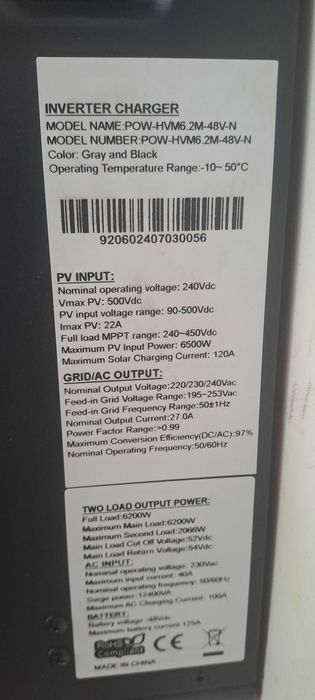 INVERTER CHARGER
MODEL NAME:POW-HVM6.2M-48V-N
MODEL NUMBER:POW-HVM6.2M-48V-N
Color: Gray and Black
Operating Temperature Range:-10~ 50°C
920602407030056
PV INPUT:
Nominal operating voltage: 240Vdc
Vmax PV: 500Vdc
PV input voltage range: 90-500Vdc
Imax PV: 22A
Full load MPPT range: 240~450Vdc
Maximum PV Input Power: 6500W
Maximum Solar Charging Current: 120A
GRID/AC OUTPUT:
Nominal Output Voltage:220/230/240Vac
Feed-in Grid Voltage Range:195~253Vac
Feed-in Grid Frequency Range:50±1Hz
Nominal Output Current:27.0A
Power Factor Range:>0.99
Maximum Conversion Efficiency(DC/AC):97%
Nominal Operating Frequency:50/60Hz
TWO LOAD OUTPUT POWER:
Full Load:6200W
Maximum Main Load:6200W
Maximum Second Load:2066W
Main Load Cut Off Voltage:52Vdc
Main Load Return Voltage:54Vdc
AC INPUT:
Nominal operating voltage: 230Vac
Maximum input current: 40A
Nominal operating frequency: 50/60Hz
Surge power:12400VA
Maximum AC Charging Current: 100A
BATTERY:
Battery voltage :48Vdc
Maximum battery current:125A
RoHS
Compliant
CE
MADE IN CHINA